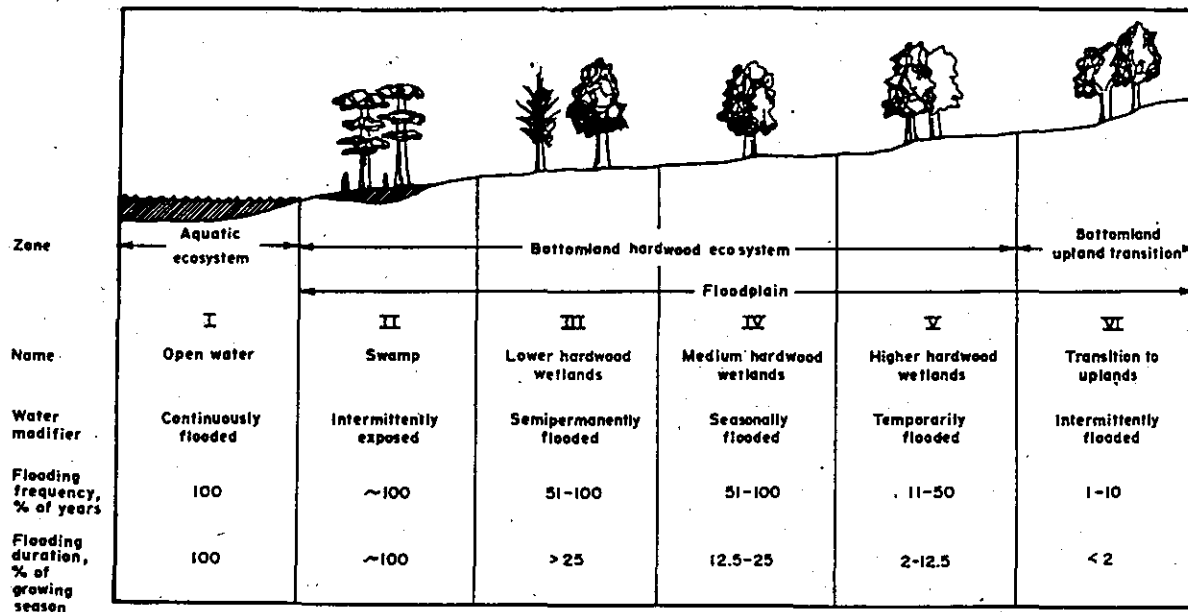 Zone
Aquatic
ecosystem
Bottomland hardwood ecosystem
Bottomland
upland transition
Floodplain
I
II
III
IV
V
VI
Name
Open water
Swamp
Lower hardwood
wetlands
Medium hardwood
wetlands
Higher hardwood
wetlands
Transition to
uplands
Water
modifier
Continuously
flooded
Intermittently
exposed
Semipermanently
flooded
Seasonally
flooded
Temporarily
flooded
Intermittently
flooded
Flooding
frequency,
% of years
100
~100
51-100
51-100
11-50
1-10
Flooding
duration,
% of
growing
season
100
~100
>25
12.5-25
2-12.5
<2